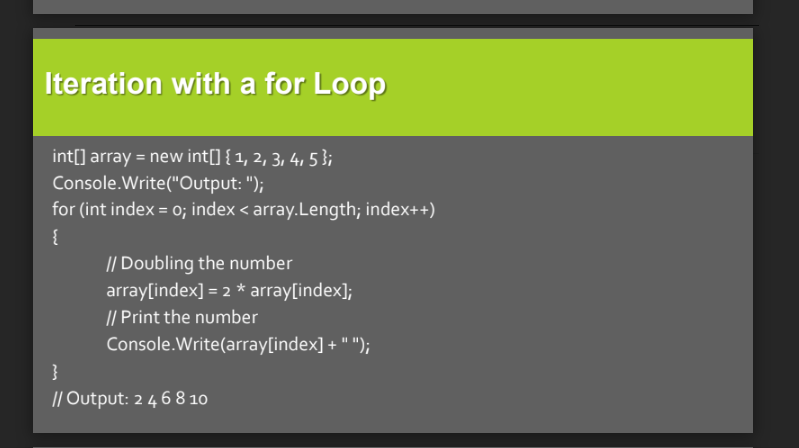 Iteration with a for Loop
int[] array = new int[] { 1, 2, 3, 4, 5 };
Console.Write("Output: ");
for (int index = 0; index < array.Length; index++)
{
// Doubling the number
array[index] = 2 * array[index];
// Print the number
Console.Write(array[index] + " ");
}
// Output: 2 4 6 8 10